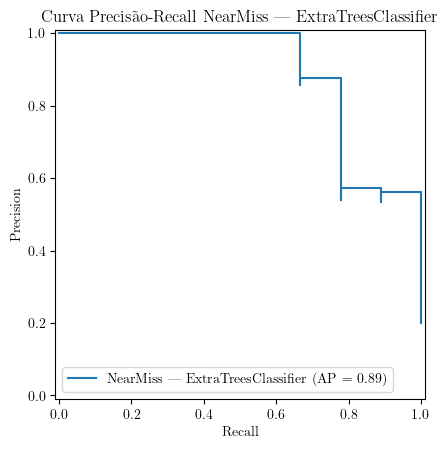 Curva Precisão-Recall NearMiss — ExtraTreesClassifier
1.0
0.8
0.6
0.4
0.2
0.0
Precision
NearMiss — ExtraTreesClassifier (AP = 0.89)
0.0 0.2 0.4 0.6 0.8 1.0
Recall